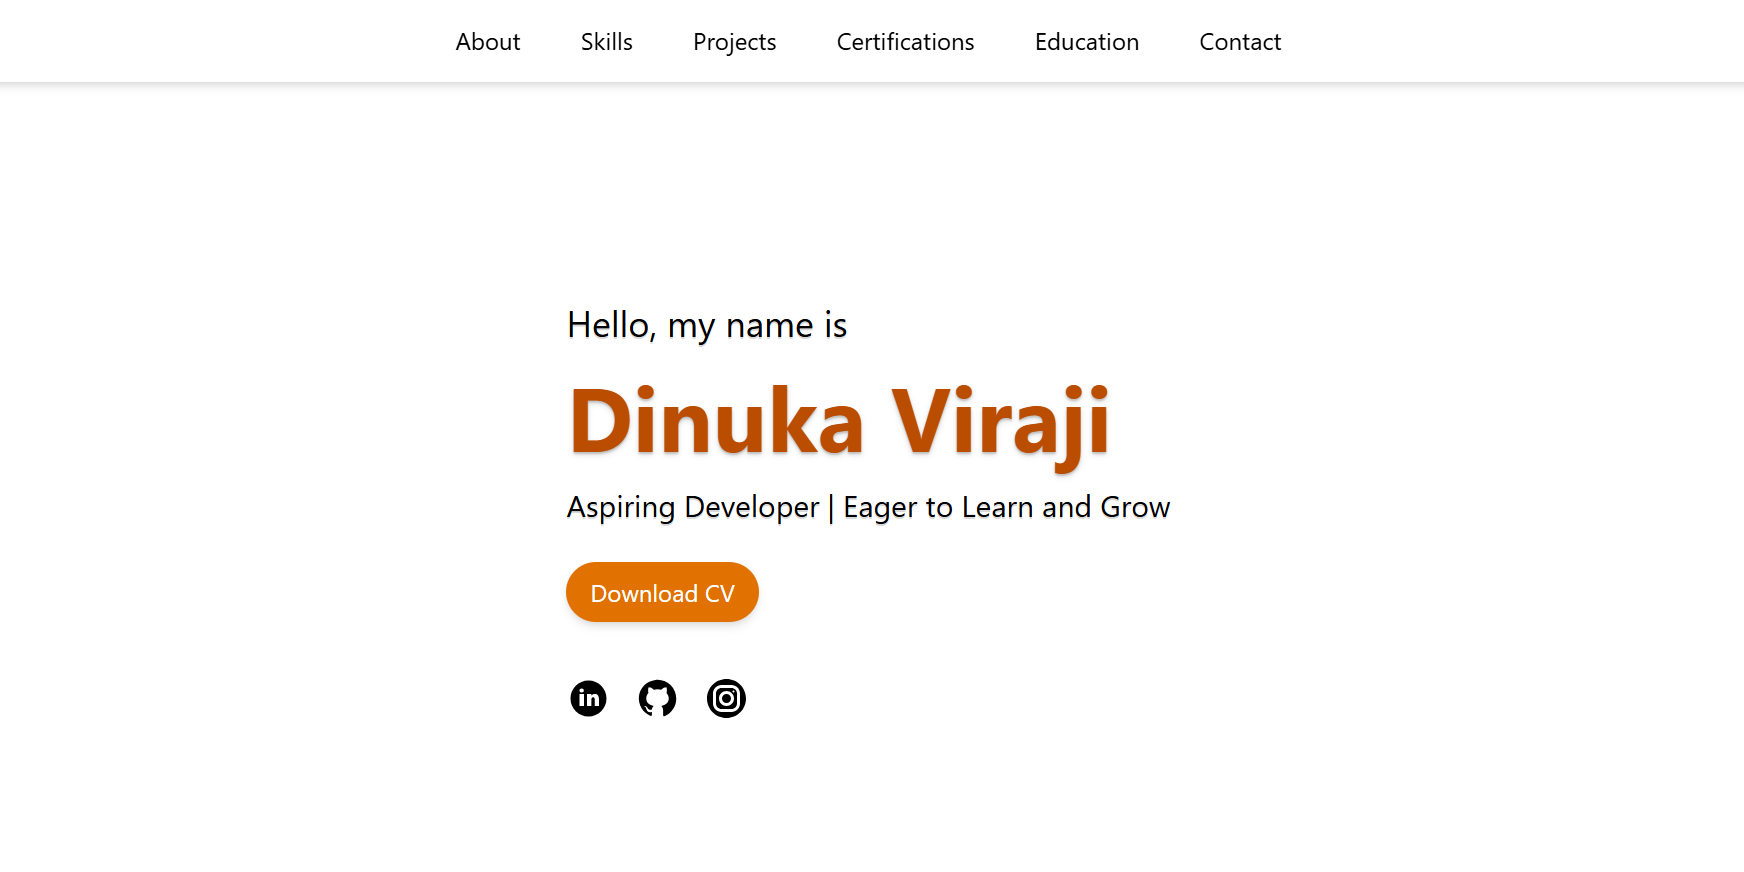 About Skills Projects Certifications Education Contact
Hello, my name is
Dinuka Viraji
Aspiring Developer | Eager to Learn and Grow
Download CV
in